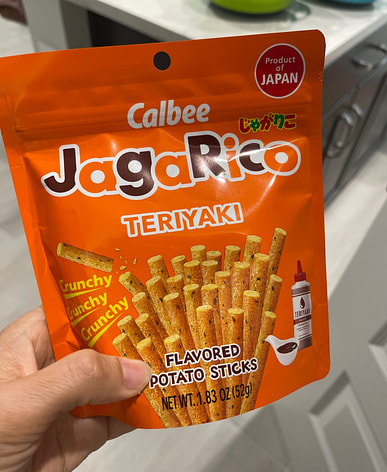 Product
of
JAPAN
Calbee
じゃがりこ
JagaRico
TERIYAKI
Crunchy
Crunchy
Crunchy
TERIYAKI
FLAVORED
POTATO STICKS
NET WT. 1.83 OZ (52g)